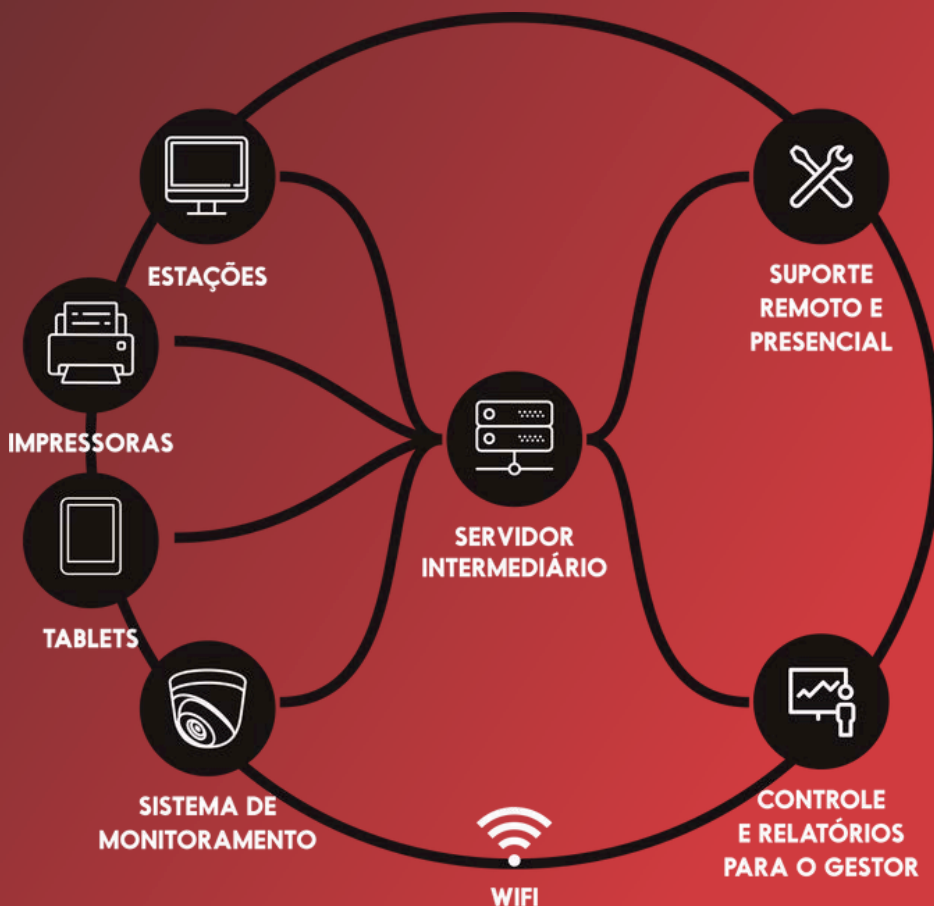 ESTAÇÕES
IMPRESSORAS
TABLETS
SISTEMA DE
MONITORAMENTO
SERVIDOR
INTERMEDIÁRIO
WIFI
SUPORTE
REMOTO E
PRESENCIAL
CONTROLE
E RELATÓRIOS
PARA O GESTOR